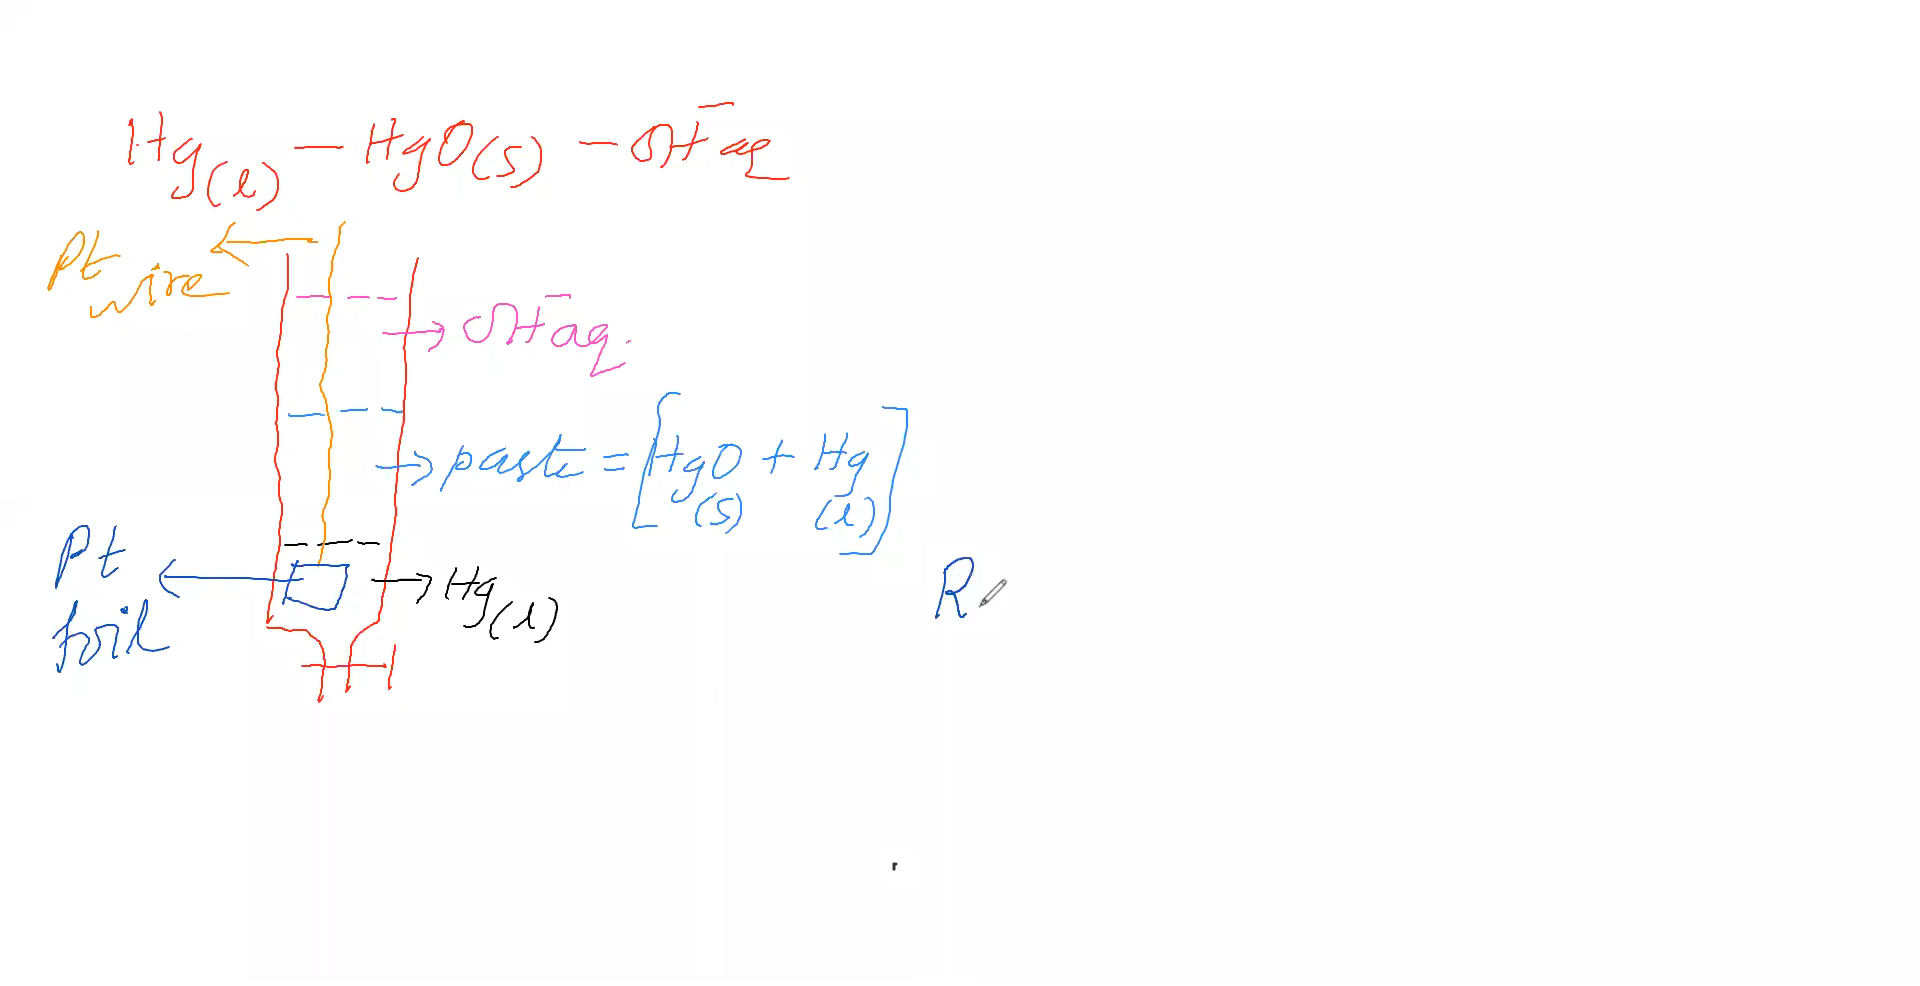 Hg(l) — HgO(s) — OH⁻aq
Pt
wire
OH⁻aq.
paste = [HgO(s) + Hg(l)]
Pt
foil
Hg(l)
R